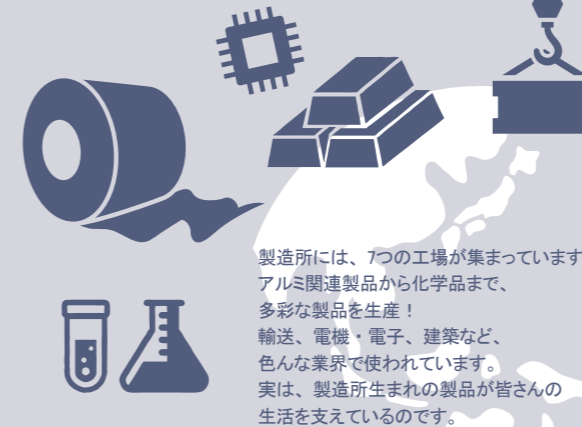 製造所には、7つの工場が集まっています
アルミ関連製品から化学品まで、
多彩な製品を生産！
輸送、電機・電子、建築など、
色んな業界で使われています。
実は、製造所生まれの製品が皆さんの
生活を支えているのです。